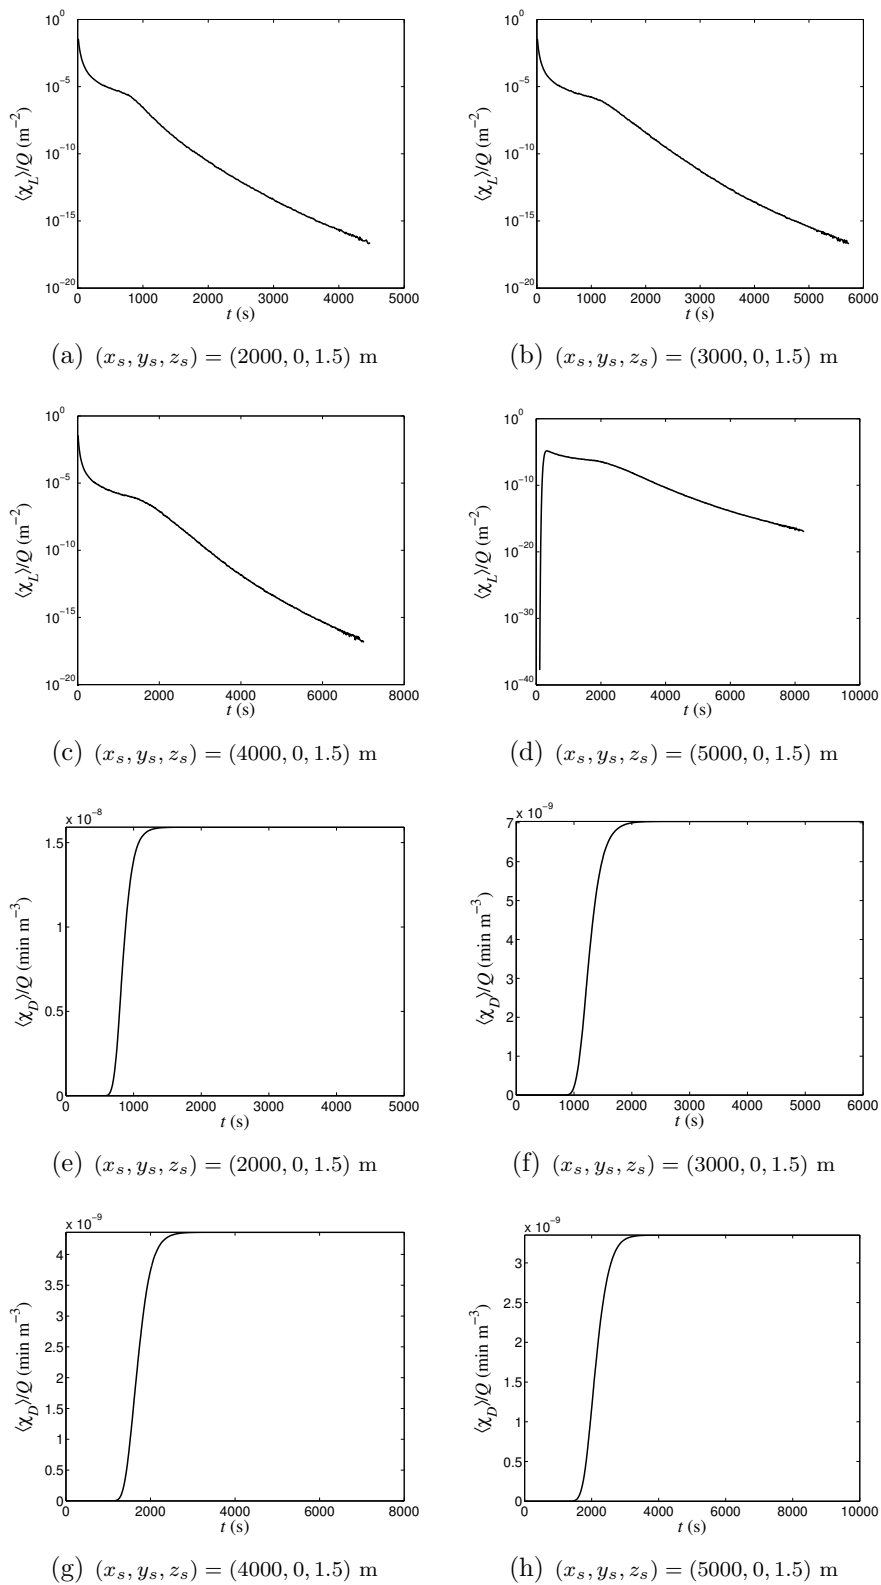 10^0
10^−5
10^−10
10^−15
10^−20
⟨χ_L⟩/Q (m^−2)
0 1000 2000 3000 4000 5000
t (s)
(a) (x_s, y_s, z_s) = (2000, 0, 1.5) m
10^0
10^−5
10^−10
10^−15
10^−20
⟨χ_L⟩/Q (m^−2)
0 1000 2000 3000 4000 5000 6000
t (s)
(b) (x_s, y_s, z_s) = (3000, 0, 1.5) m
10^0
10^−5
10^−10
10^−15
10^−20
⟨χ_L⟩/Q (m^−2)
0 2000 4000 6000 8000
t (s)
(c) (x_s, y_s, z_s) = (4000, 0, 1.5) m
10^0
10^−10
10^−20
10^−30
10^−40
⟨χ_L⟩/Q (m^−2)
0 2000 4000 6000 8000 10000
t (s)
(d) (x_s, y_s, z_s) = (5000, 0, 1.5) m
x 10^−8
1.5
1
0.5
0
⟨χ_D⟩/Q (min m^−3)
0 1000 2000 3000 4000 5000
t (s)
(e) (x_s, y_s, z_s) = (2000, 0, 1.5) m
x 10^−9
7
6
5
4
3
2
1
0
⟨χ_D⟩/Q (min m^−3)
0 1000 2000 3000 4000 5000 6000
t (s)
(f) (x_s, y_s, z_s) = (3000, 0, 1.5) m
x 10^−9
4
3.5
3
2.5
2
1.5
1
0.5
0
⟨χ_D⟩/Q (min m^−3)
0 2000 4000 6000 8000
t (s)
(g) (x_s, y_s, z_s) = (4000, 0, 1.5) m
x 10^−9
3
2.5
2
1.5
1
0.5
0
⟨χ_D⟩/Q (min m^−3)
0 2000 4000 6000 8000 10000
t (s)
(h) (x_s, y_s, z_s) = (5000, 0, 1.5) m